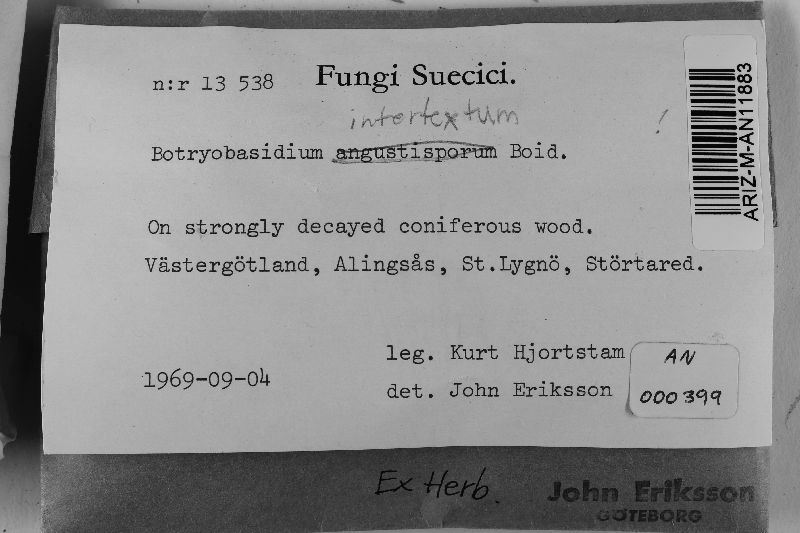 n:r 13 538 Fungi Suecici.
intertextum !
Botryobasidium angustisporum Boid.
On strongly decayed coniferous wood.
Västergötland, Alingsås, St.Lygnö, Störtared.
leg. Kurt Hjortstam
1969-09-04
det. John Eriksson
AN
000399
ARIZ-M-AN11883
Ex Herb.
John Eriksson
GÖTEBORG